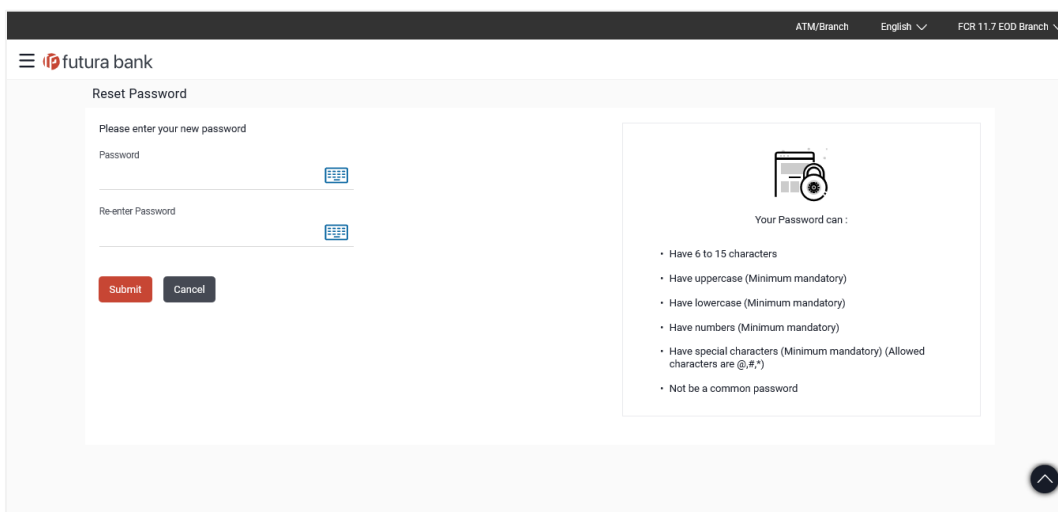 ATM/Branch English FCR 11.7 EOD Branch
futura bank
Reset Password
Please enter your new password
Password
Re-enter Password
Submit Cancel
Your Password can :
• Have 6 to 15 characters
• Have uppercase (Minimum mandatory)
• Have lowercase (Minimum mandatory)
• Have numbers (Minimum mandatory)
• Have special characters (Minimum mandatory) (Allowed
characters are @,#,*)
• Not be a common password